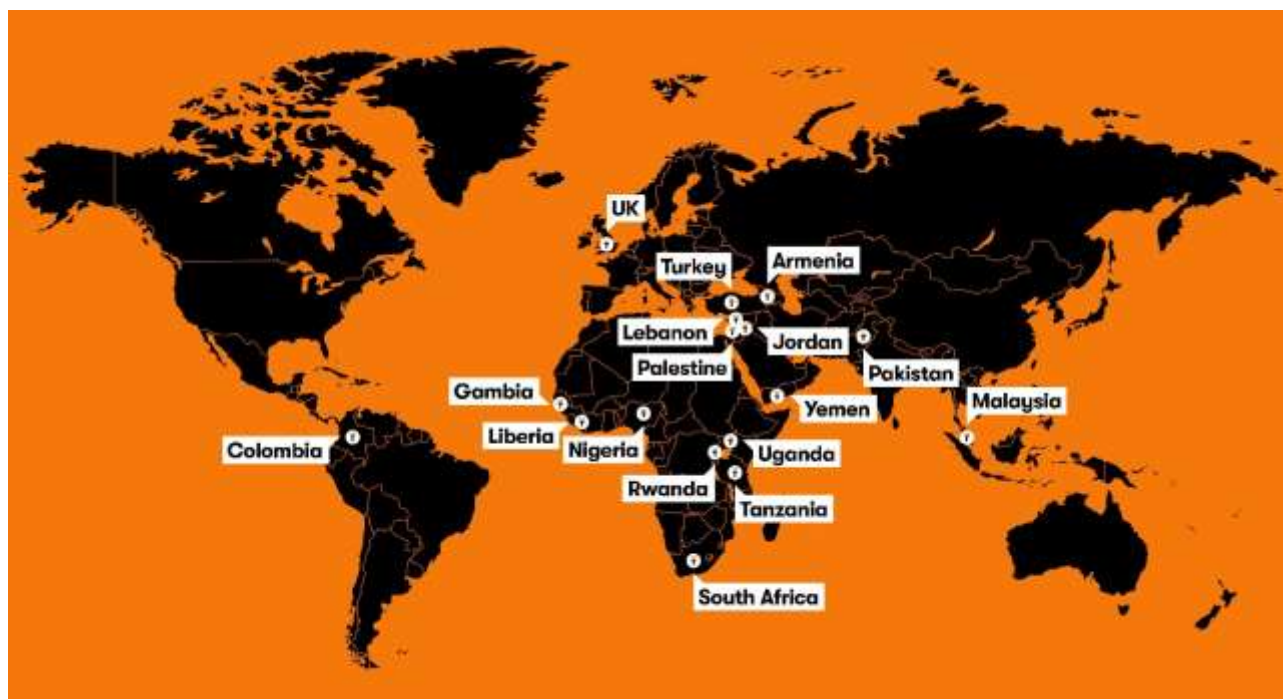 UK
Turkey
Armenia
Lebanon
Jordan
Palestine
Pakistan
Gambia
Yemen
Malaysia
Liberia
Colombia
Nigeria
Uganda
Rwanda
Tanzania
South Africa